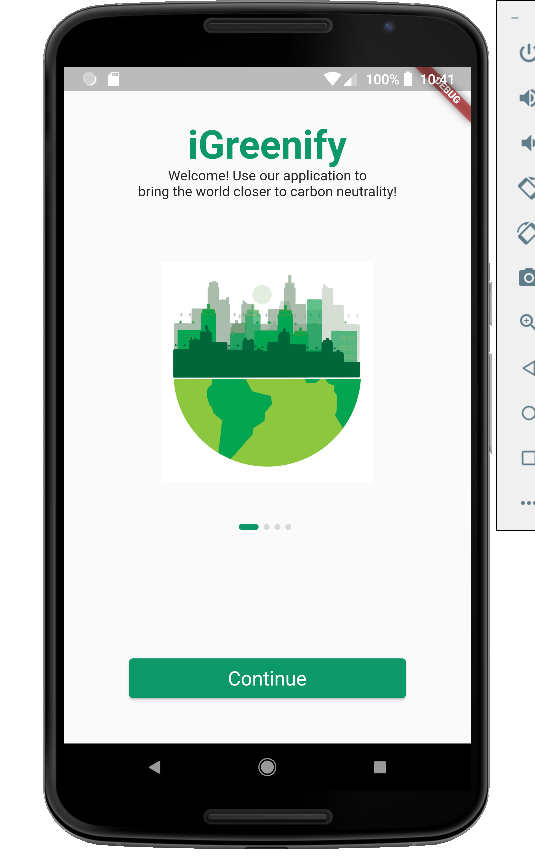 100% 10:41
DEBUG
iGreenify
Welcome! Use our application to
bring the world closer to carbon neutrality!
Continue